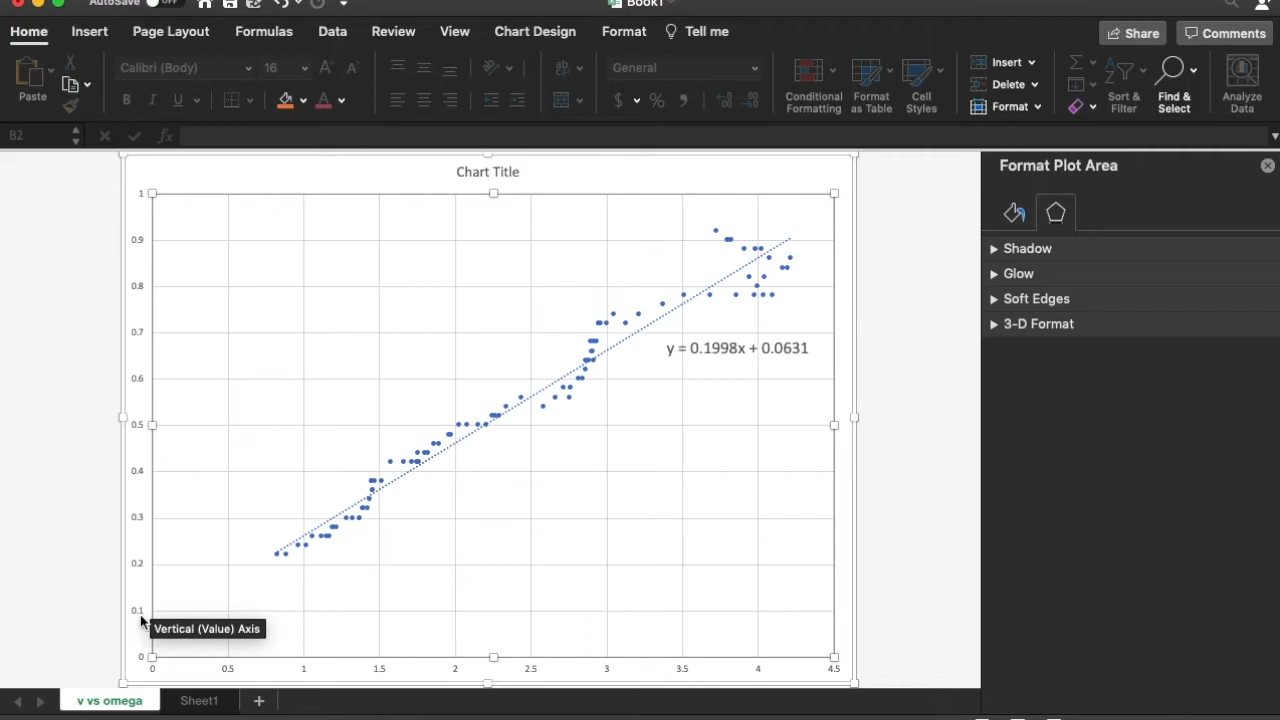 AutoSave OFF
Book1
Home Insert Page Layout Formulas Data Review View Chart Design Format Tell me
Share Comments
Paste
Calibri (Body) 16
General
Conditional Formatting
Format as Table
Cell Styles
Insert
Delete
Format
Sort & Filter
Find & Select
Analyze Data
B2
fx
Chart Title
Format Plot Area
Shadow
Glow
Soft Edges
3-D Format
1
0.9
0.8
0.7
0.6
0.5
0.4
0.3
0.2
0.1
0
y = 0.1998x + 0.0631
Vertical (Value) Axis
0 0.5 1 1.5 2 2.5 3 3.5 4 4.5
v vs omega Sheet1